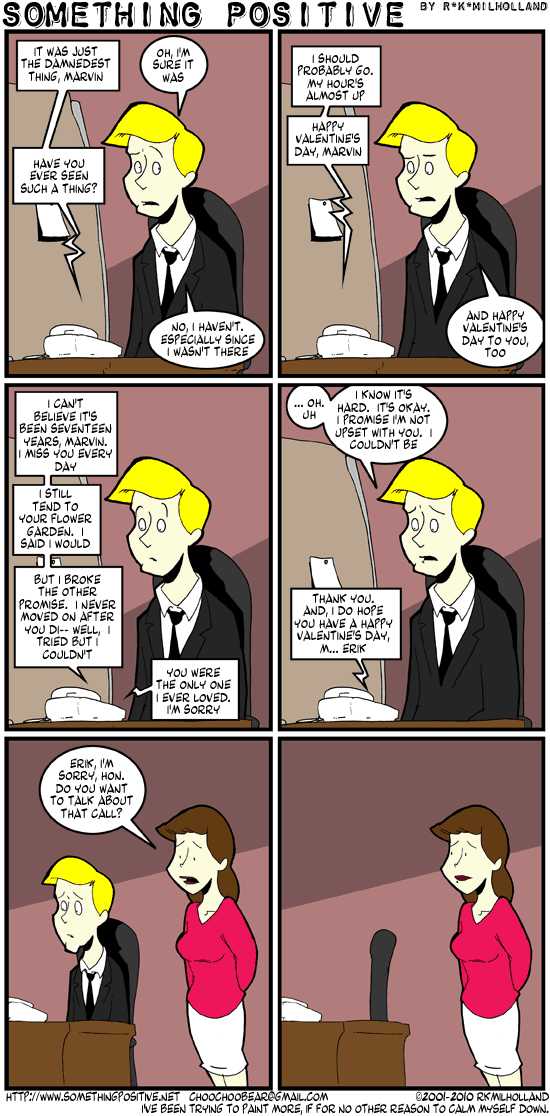 SOMETHING POSITIVE BY R*K*MILHOLLAND
IT WAS JUST
THE DAMNEDEST
THING, MARVIN
OH, I'M
SURE IT
WAS
HAVE YOU
EVER SEEN
SUCH A THING?
NO, I HAVEN'T.
ESPECIALLY SINCE
I WASN'T THERE
I SHOULD
PROBABLY GO.
MY HOUR'S
ALMOST UP
HAPPY
VALENTINE'S
DAY, MARVIN
AND HAPPY
VALENTINE'S
DAY TO YOU,
TOO
I CAN'T
BELIEVE IT'S
BEEN SEVENTEEN
YEARS, MARVIN.
I MISS YOU EVERY
DAY
I STILL
TEND TO
YOUR FLOWER
GARDEN. I
SAID I WOULD
BUT I BROKE
THE OTHER
PROMISE. I NEVER
MOVED ON AFTER
YOU DI-- WELL, I
TRIED BUT I
COULDN'T
YOU WERE
THE ONLY ONE
I EVER LOVED.
I'M SORRY
... OH.
UH
I KNOW IT'S
HARD. IT'S OKAY.
I PROMISE I'M NOT
UPSET WITH YOU. I
COULDN'T BE
THANK YOU.
AND, I DO HOPE
YOU HAVE A HAPPY
VALENTINE'S DAY,
M... ERIK
ERIK, I'M
SORRY, HON.
DO YOU WANT
TO TALK ABOUT
THAT CALL?
HTTP://WWW.SOMETHINGPOSITIVE.NET CHOOCHOOBEAR@GMAIL.COM ©2001-2010 RKMILHOLLAND
I'VE BEEN TRYING TO PAINT MORE, IF FOR NO OTHER REASON TO CALM MYSELF DOWN.